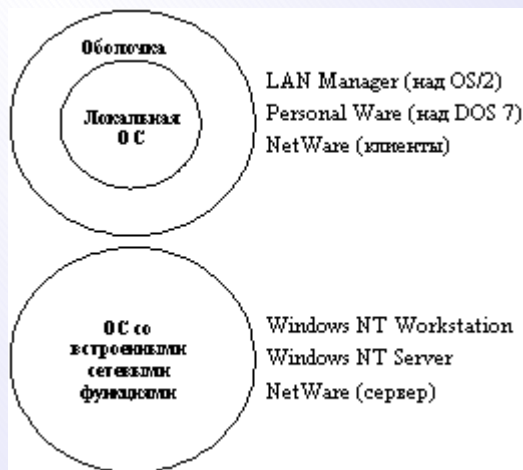 Оболочка
Локальная
ОС
LAN Manager (над OS/2)
Personal Ware (над DOS 7)
NetWare (клиенты)
ОС со
встроенными
сетевыми
функциями
Windows NT Workstation
Windows NT Server
NetWare (сервер)